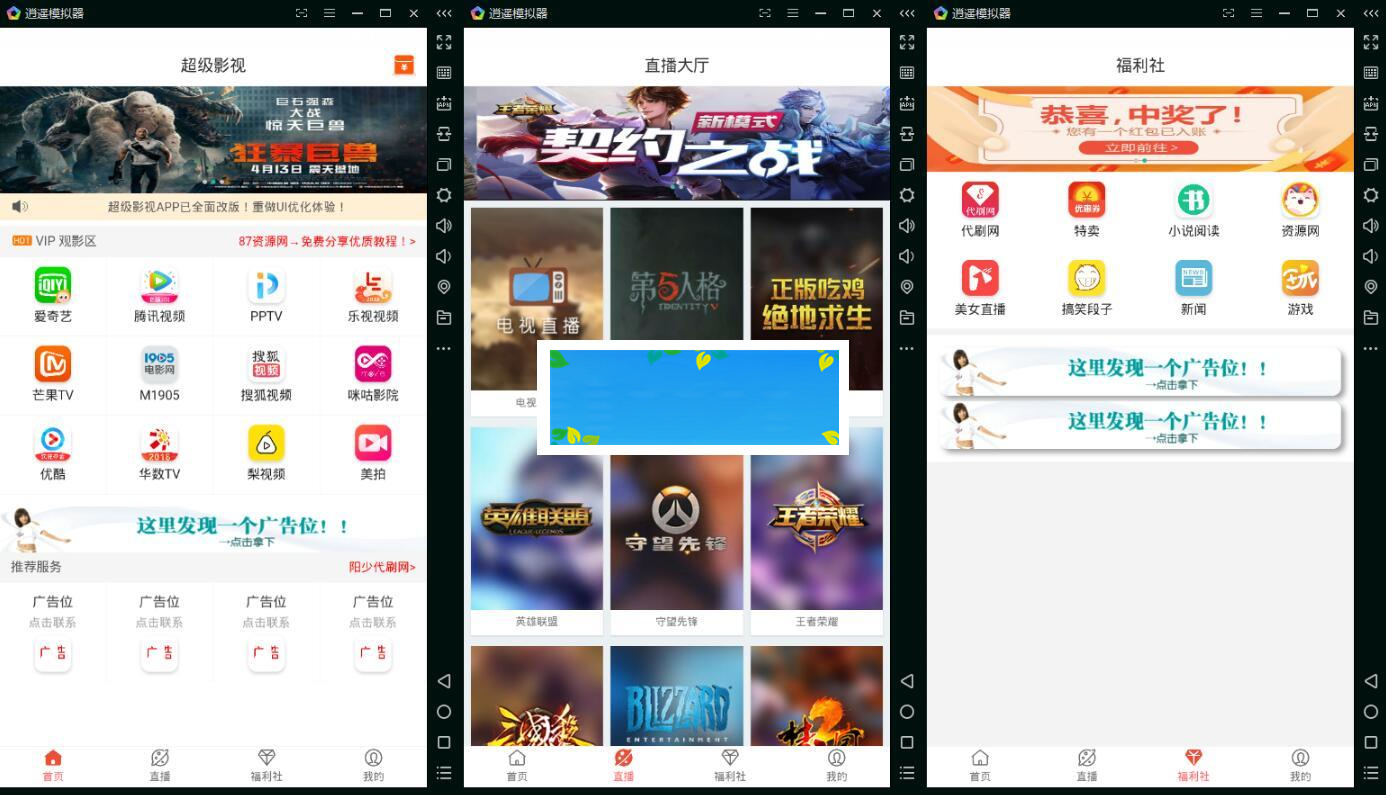 逍遥模拟器
超级影视
巨石强森
大战
惊天巨兽
狂暴巨兽
4月13日 震天墓地
超级影视APP已全面改版！重做UI优化体验！
HOT VIP 观影区
87资源网→免费分享优质教程！>
iQIYI
爱奇艺
腾讯视频
PPTV
乐视视频
芒果TV
1905
电影网
M1905
搜狐
视频
搜狐视频
咪咕影院
优酷
2018
华数TV
梨视频
美拍
这里发现一个广告位！！
→点击拿下
推荐服务
阳少代刷网>
广告位
点击联系
广告
广告位
点击联系
广告
广告位
点击联系
广告
广告位
点击联系
广告
首页
直播
福利社
我的
逍遥模拟器
直播大厅
王者荣耀
新模式
契约之战
电视直播
第5人格
IDENTITY V
正版吃鸡
绝地求生
电视
英雄联盟
LEAGUE OF LEGENDS
守望先锋
王者荣耀
英雄联盟
守望先锋
王者荣耀
BLIZZARD
ENTERTAINMENT
首页
直播
福利社
我的
逍遥模拟器
福利社
恭喜，中奖了！
您有一个红包已入账
立即前往 >
代刷网
代刷网
优惠券
特卖
书
小说阅读
资源网
美女直播
搞笑段子
NEWS
新闻
玩
游戏
这里发现一个广告位！！
→点击拿下
这里发现一个广告位！！
→点击拿下
首页
直播
福利社
我的